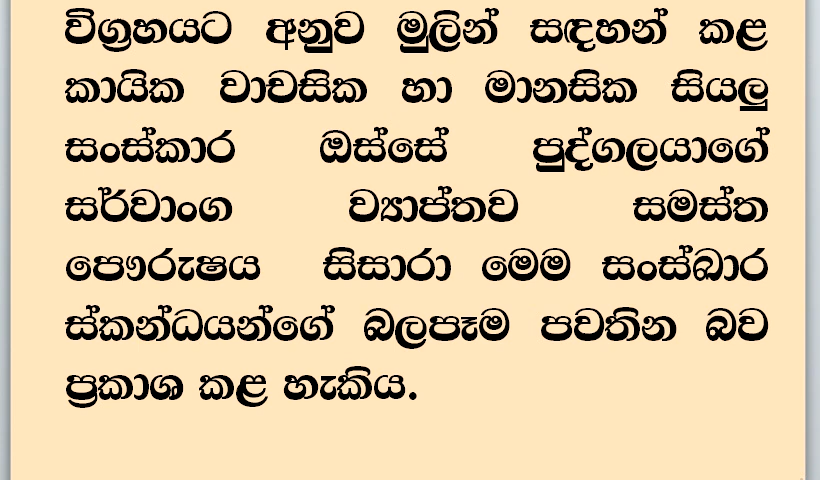 විග්‍රහයට අනුව මුලින් සඳහන් කළ
කායික වාචසික හා මානසික සියලු
සංස්කාර ඔස්සේ පුද්ගලයාගේ
සර්වාංග ව්‍යාප්තව සමස්ත
පෞරුෂය සිසාරා මෙම සංස්ඛාර
ස්කන්ධයන්ගේ බලපෑම පවතින බව
ප්‍රකාශ කළ හැකිය.